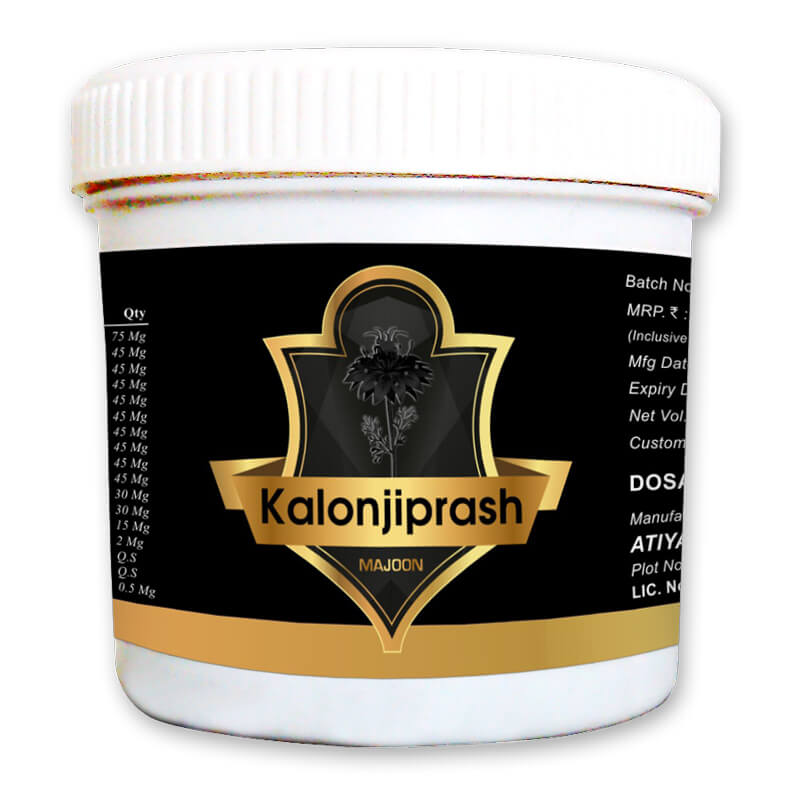 Qty
75 Mg
45 Mg
45 Mg
45 Mg
45 Mg
45 Mg
45 Mg
45 Mg
45 Mg
45 Mg
30 Mg
30 Mg
15 Mg
2 Mg
Q.S
Q.S
0.5 Mg
Kalonjiprash
MAJOON
Batch No
MRP. ₹ :
(Inclusive
Mfg Dat
Expiry D
Net Vol.
Custom
DOSA
Manufa
ATIYA
Plot No
LIC. No